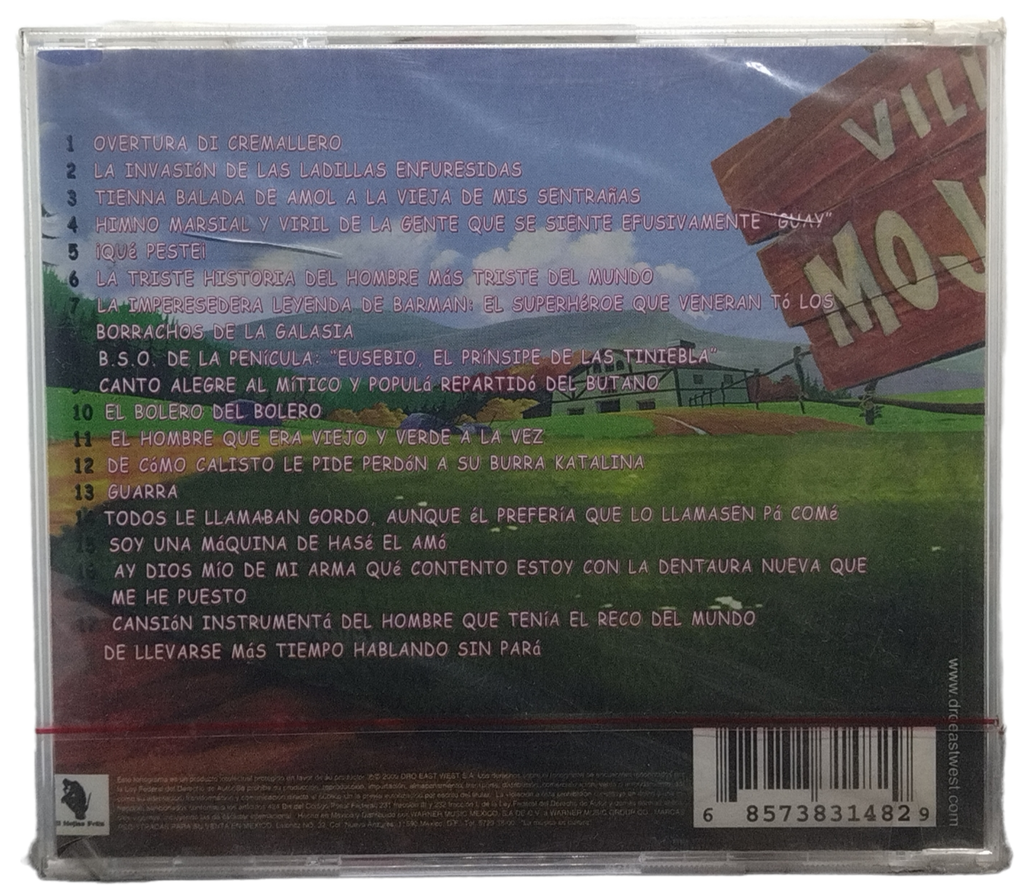 VILL
MOJ
1 OVERTURA DI CREMALLERO
2 LA INVASIÓN DE LAS LADILLAS ENFURESIDAS
3 TIENNA BALADA DE AMOL A LA VIEJA DE MIS SENTRAÑAS
4 HIMNO MARSIAL Y VIRIL DE LA GENTE QUE SE SIENTE EFUSIVAMENTE "GUAY"
5 ¡QUÉ PESTE¡
6 LA TRISTE HISTORIA DEL HOMBRE MÁS TRISTE DEL MUNDO
7 LA IMPERESEDERA LEYENDA DE BARMAN: EL SUPERHÉROE QUE VENERAN TÓ LOS
BORRACHOS DE LA GALASIA
B.S.O. DE LA PENÍCULA: "EUSEBIO, EL PRÍNSIPE DE LAS TINIEBLA"
CANTO ALEGRE AL MÍTICO Y POPULÁ REPARTIDÓ DEL BUTANO
10 EL BOLERO DEL BOLERO
11 EL HOMBRE QUE ERA VIEJO Y VERDE A LA VEZ
12 DE CÓMO CALISTO LE PIDE PERDÓN A SU BURRA KATALINA
13 GUARRA
14 TODOS LE LLAMABAN GORDO, AUNQUE ÉL PREFERÍA QUE LO LLAMASEN PÁ COMÉ
15 SOY UNA MÁQUINA DE HASÉ EL AMÓ
16 AY DIOS MÍO DE MI ARMA QUÉ CONTENTO ESTOY CON LA DENTAURA NUEVA QUE
ME HE PUESTO
17 CANSIÓN INSTRUMENTÁ DEL HOMBRE QUE TENÍA EL RECO DEL MUNDO
DE LLEVARSE MÁS TIEMPO HABLANDO SIN PARÁ
www.droeastwest.com
6 85738314829